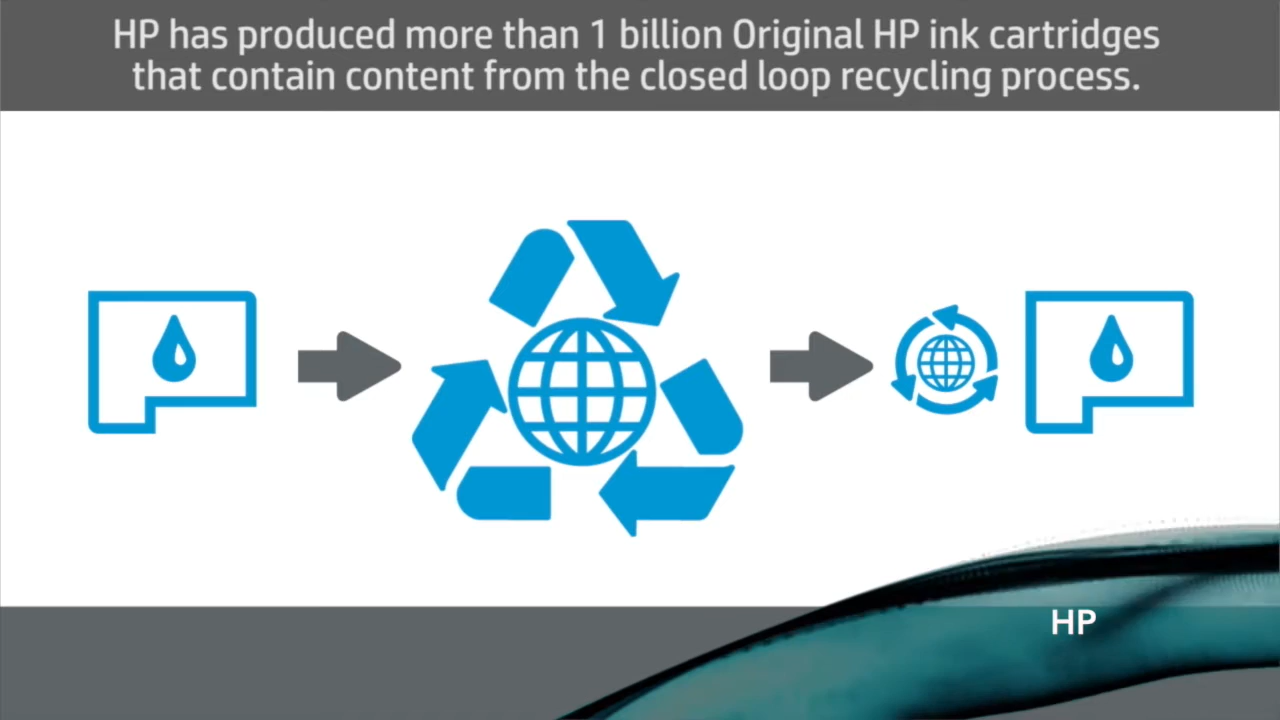 HP has produced more than 1 billion Original HP ink cartridges
that contain content from the closed loop recycling process.
HP